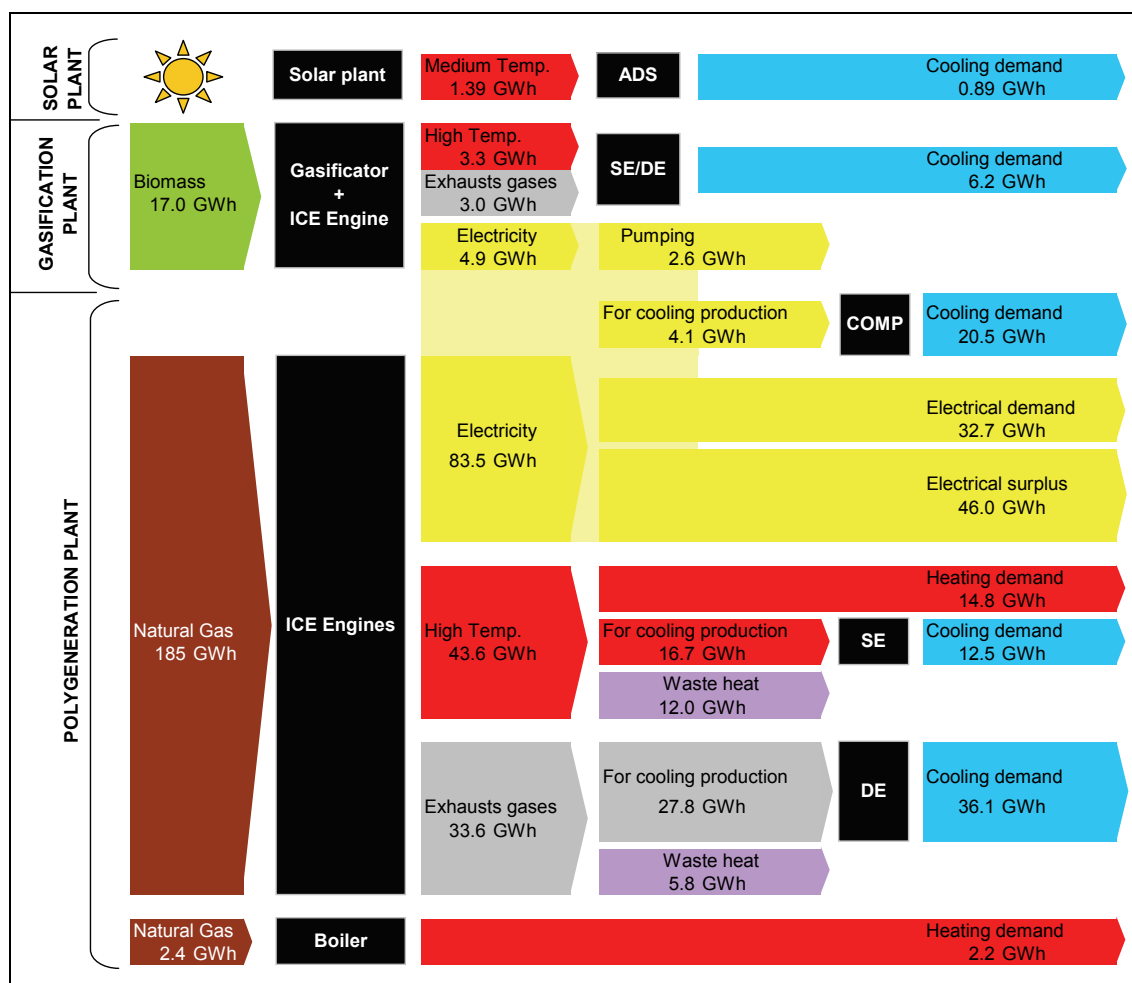 SOLAR
PLANT
Solar plant
Medium Temp.
1.39 GWh
ADS
Cooling demand
0.89 GWh
GASIFICATION
PLANT
Biomass
17.0 GWh
Gasificator
+
ICE Engine
High Temp.
3.3 GWh
Exhausts gases
3.0 GWh
SE/DE
Cooling demand
6.2 GWh
Electricity
4.9 GWh
Pumping
2.6 GWh
POLYGENERATION PLANT
For cooling production
4.1 GWh
COMP
Cooling demand
20.5 GWh
Natural Gas
185 GWh
ICE Engines
Electricity
83.5 GWh
Electrical demand
32.7 GWh
Electrical surplus
46.0 GWh
High Temp.
43.6 GWh
Heating demand
14.8 GWh
For cooling production
16.7 GWh
SE
Cooling demand
12.5 GWh
Waste heat
12.0 GWh
Exhausts gases
33.6 GWh
For cooling production
27.8 GWh
DE
Cooling demand
36.1 GWh
Waste heat
5.8 GWh
Natural Gas
2.4 GWh
Boiler
Heating demand
2.2 GWh